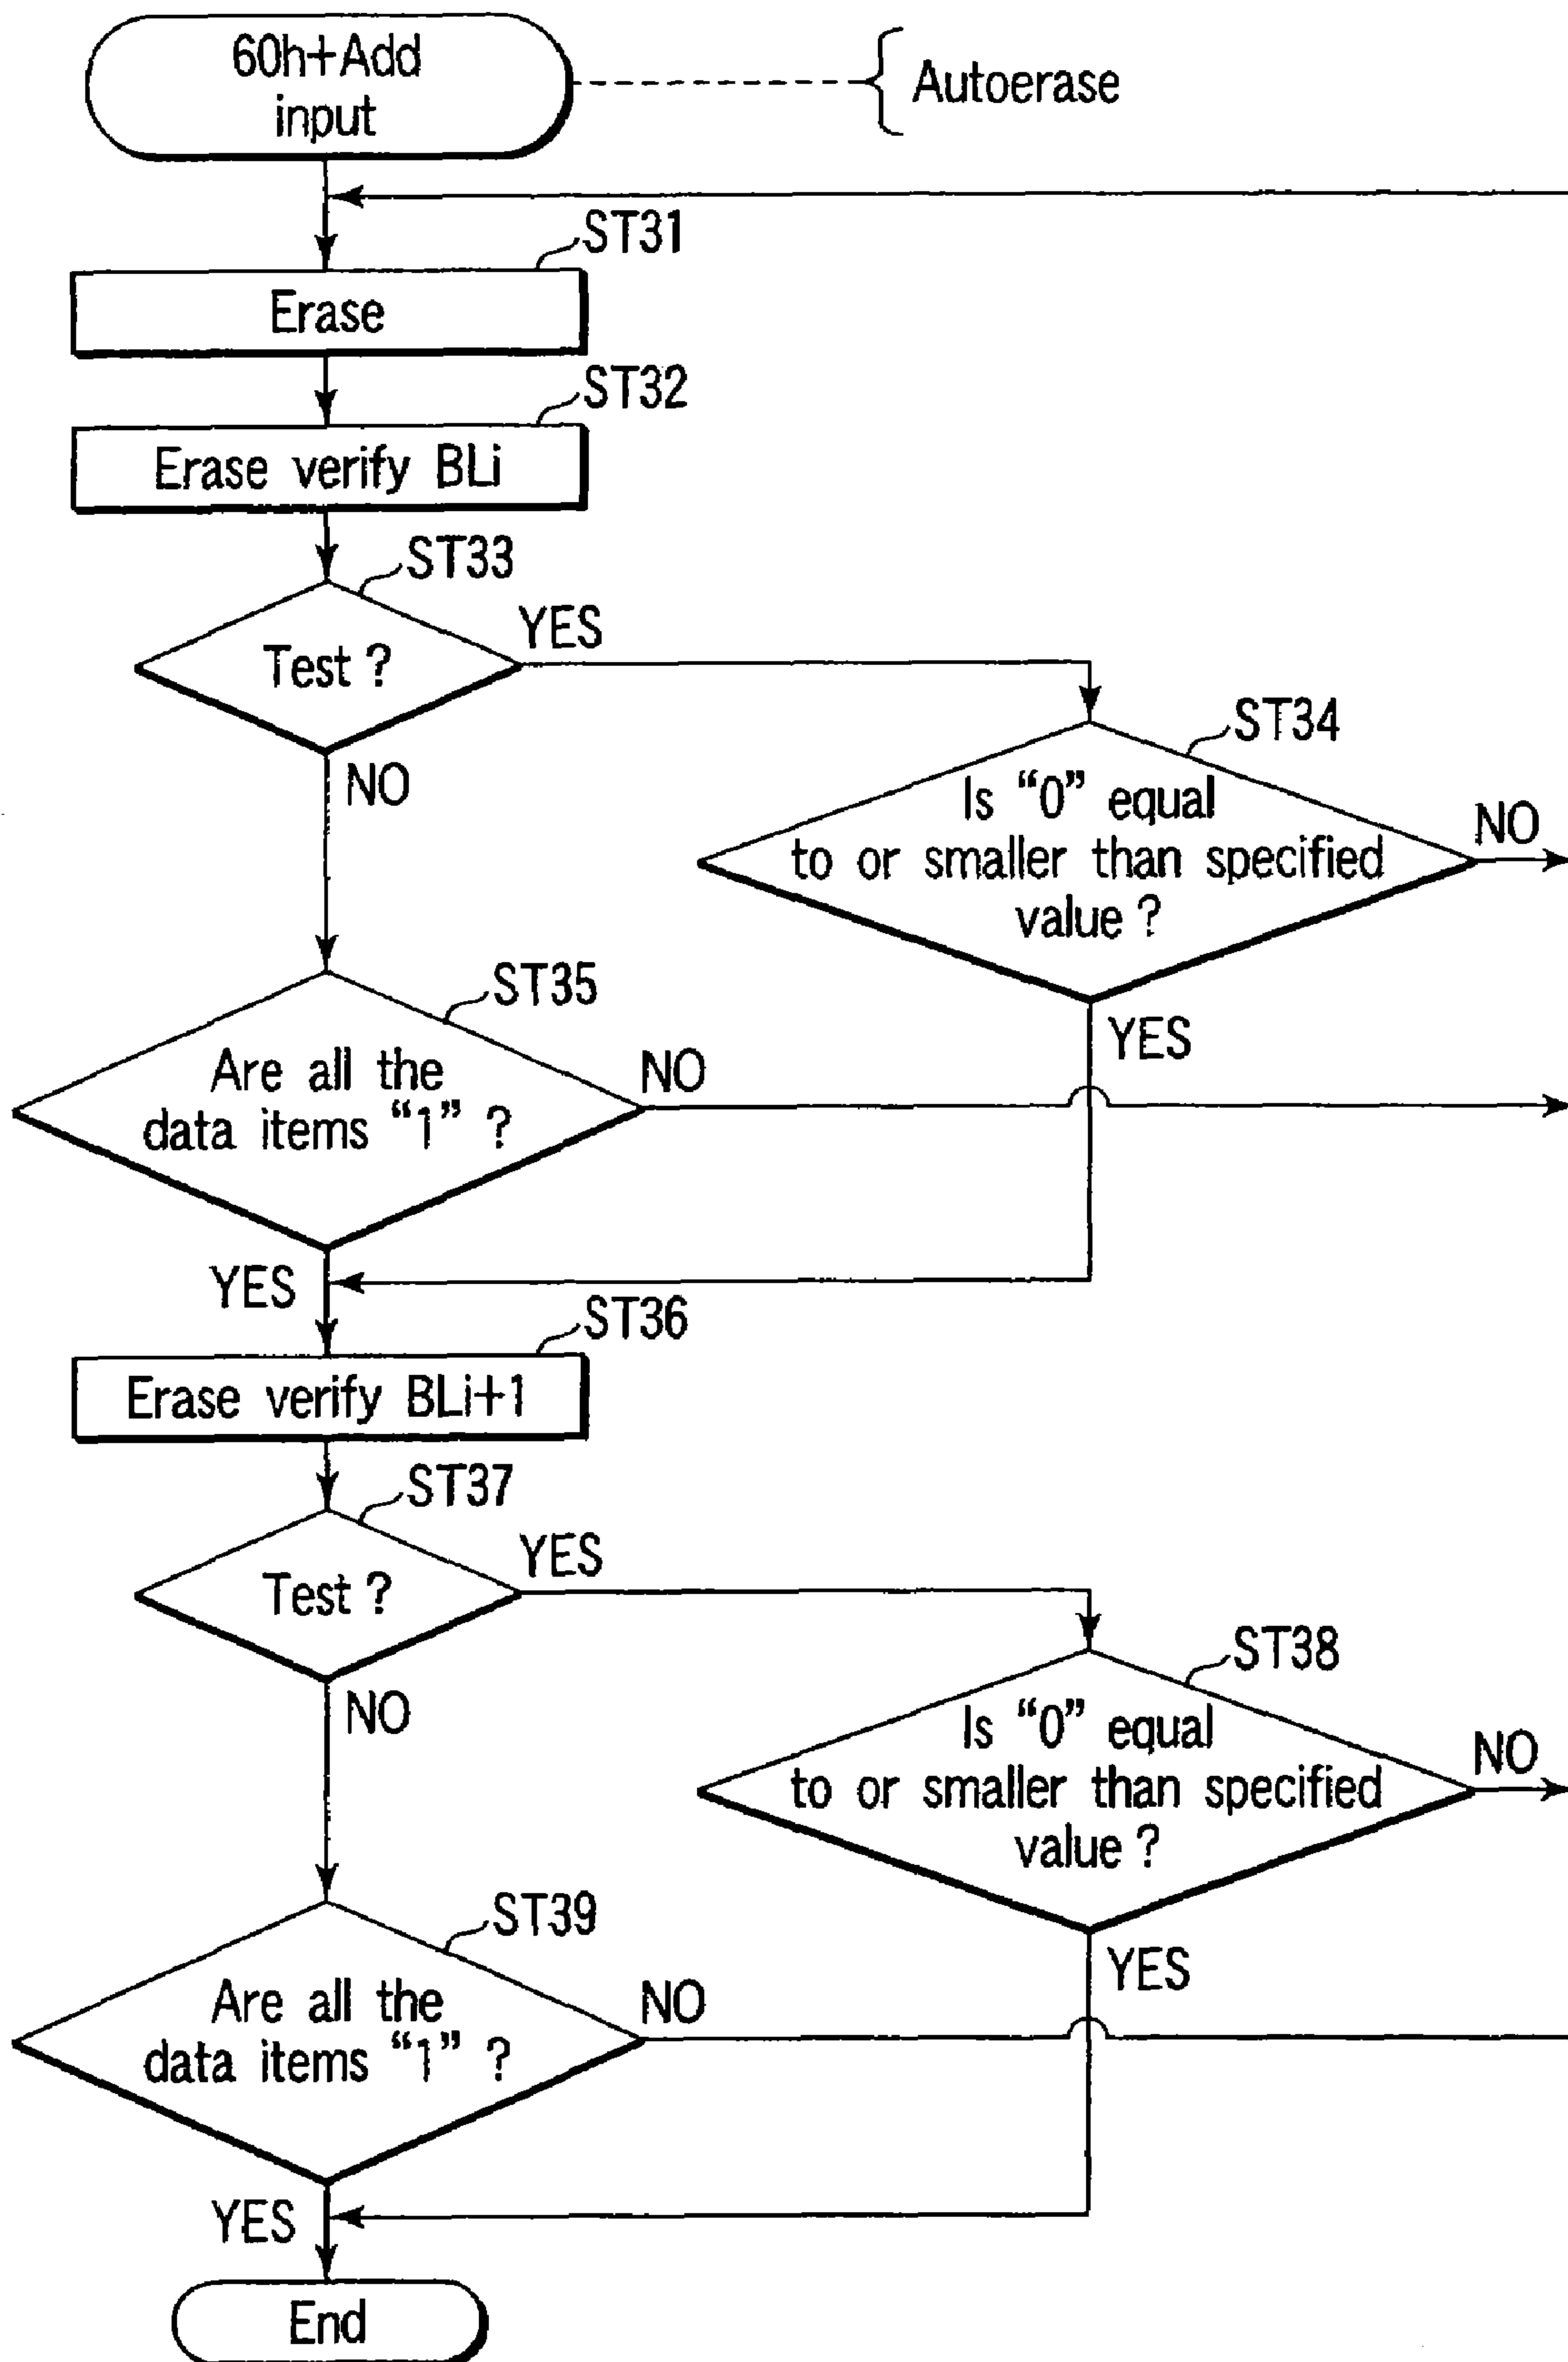 60h+Add
input
Autoerase
ST31
Erase
ST32
Erase verify BLi
ST33
Test ?
YES
NO
ST34
Is “0” equal
to or smaller than specified
value ?
NO
YES
ST35
Are all the
data items “1” ?
NO
YES
ST36
Erase verify BLi+1
ST37
Test ?
YES
NO
ST38
Is “0” equal
to or smaller than specified
value ?
NO
YES
ST39
Are all the
data items “1” ?
NO
YES
End